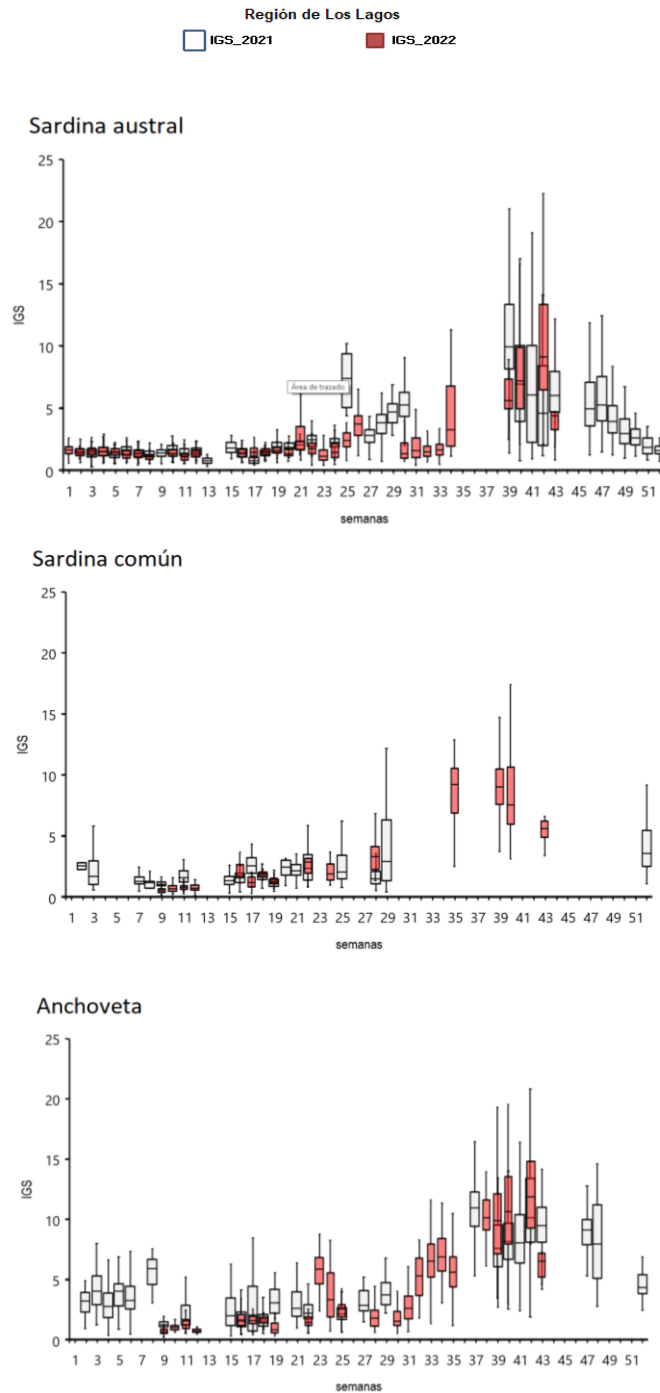 Región de Los Lagos
IGS_2021 IGS_2022
Sardina austral
25
20
15
10
5
0
IGS
Área de trazado
1 3 5 7 9 11 13 15 17 19 21 23 25 27 29 31 33 35 37 39 41 43 45 47 49 51
semanas
Sardina común
25
20
15
10
5
0
IGS
1 3 5 7 9 11 13 15 17 19 21 23 25 27 29 31 33 35 37 39 41 43 45 47 49 51
semanas
Anchoveta
25
20
15
10
5
0
IGS
1 3 5 7 9 11 13 15 17 19 21 23 25 27 29 31 33 35 37 39 41 43 45 47 49 51
semanas